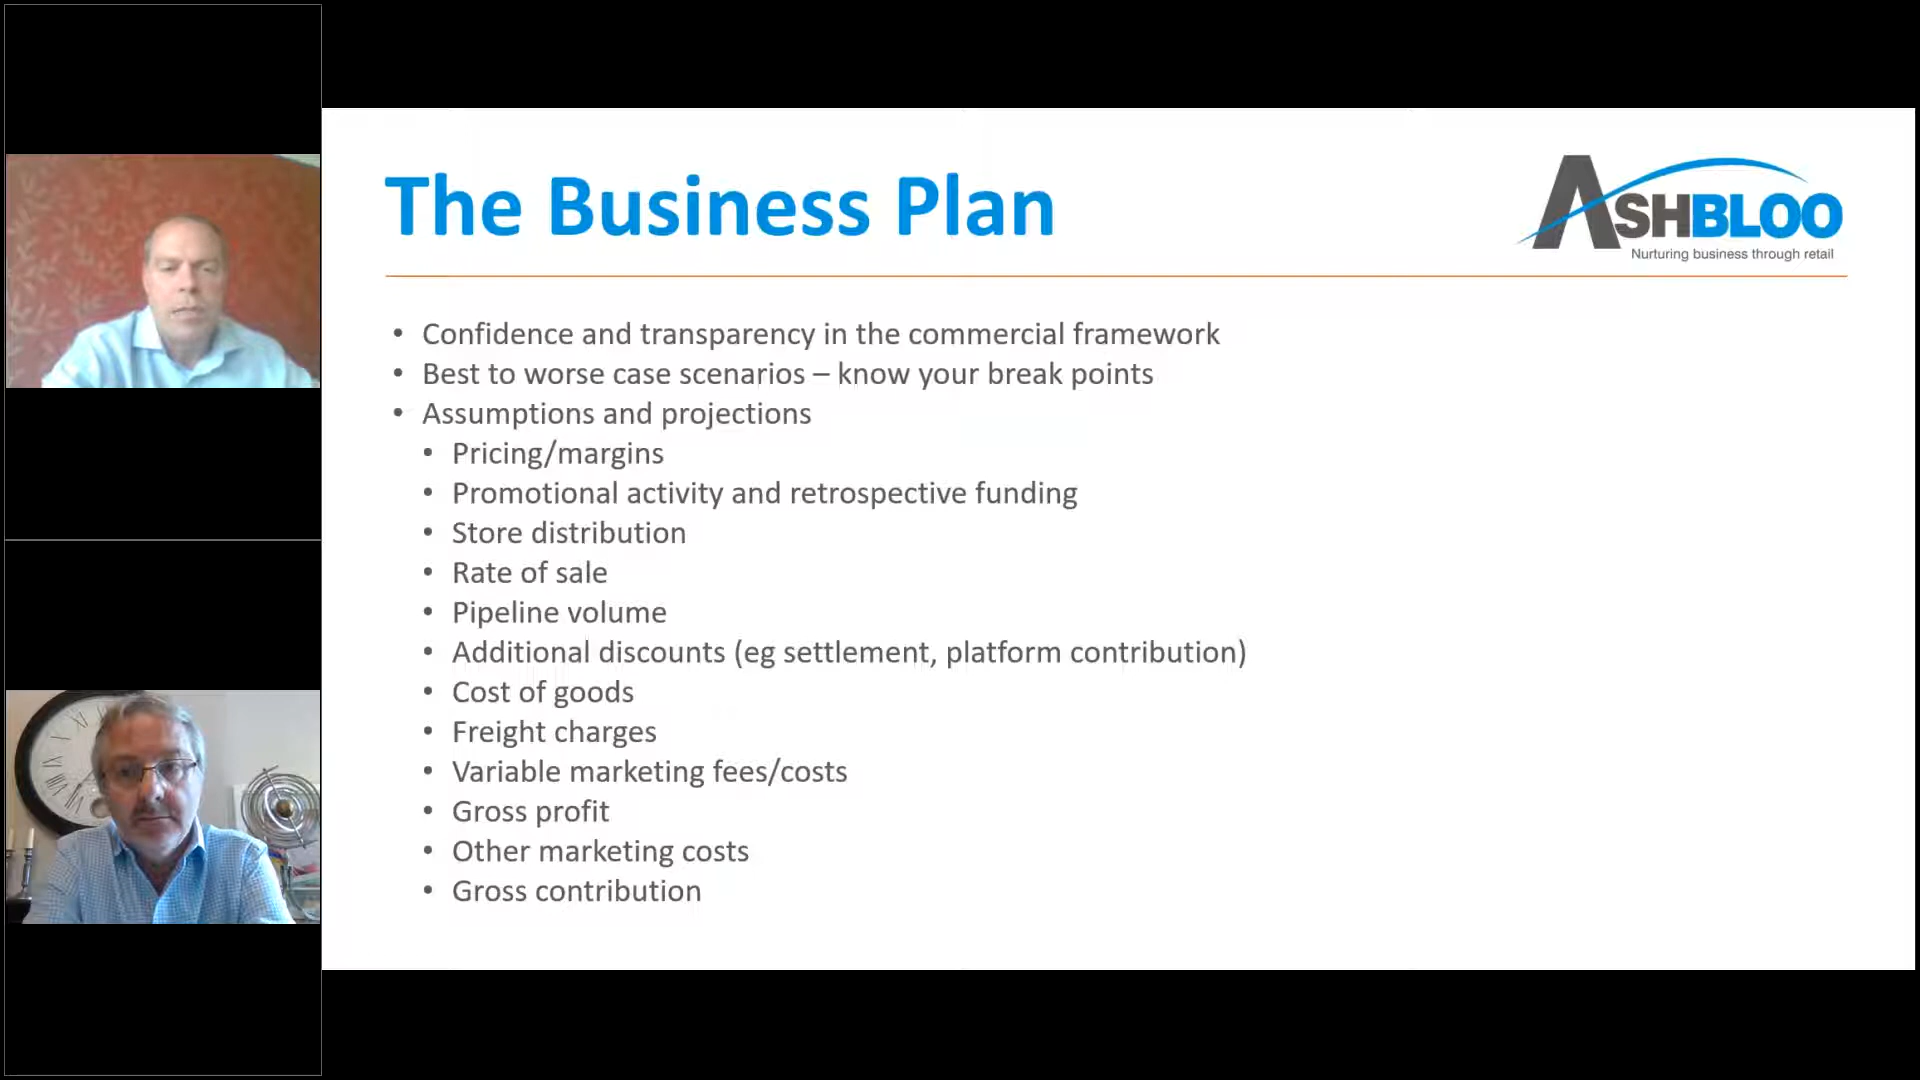 The Business Plan
ASHBLOO
Nurturing business through retail
• Confidence and transparency in the commercial framework
• Best to worse case scenarios – know your break points
• Assumptions and projections
• Pricing/margins
• Promotional activity and retrospective funding
• Store distribution
• Rate of sale
• Pipeline volume
• Additional discounts (eg settlement, platform contribution)
• Cost of goods
• Freight charges
• Variable marketing fees/costs
• Gross profit
• Other marketing costs
• Gross contribution